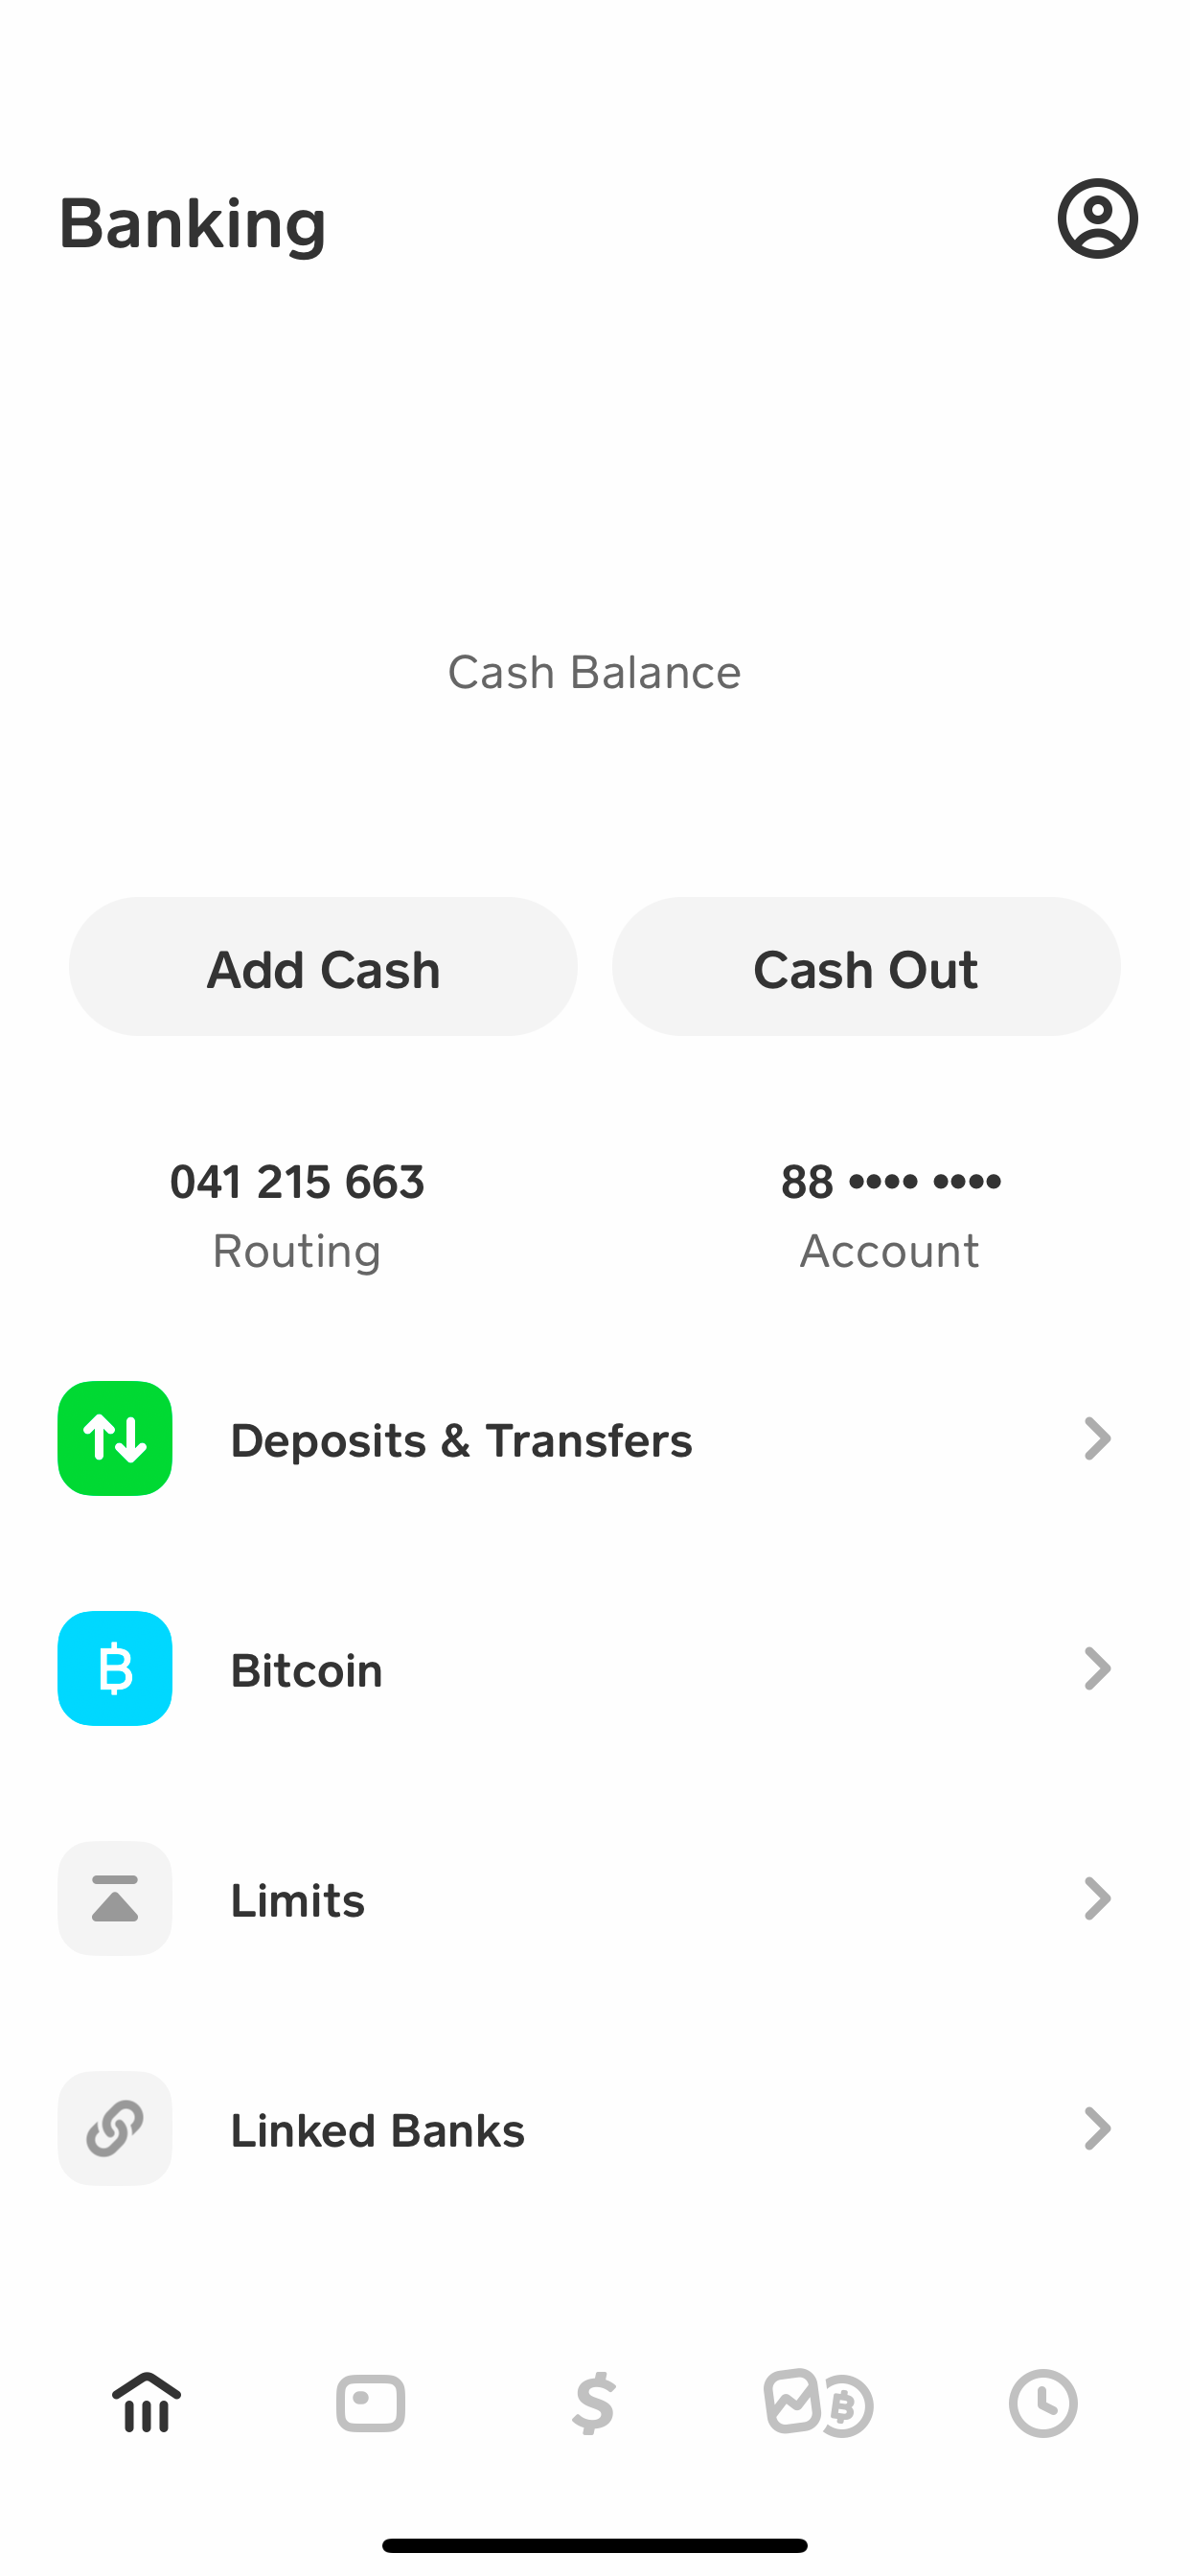 Banking
Cash Balance
Add Cash
Cash Out
041 215 663
Routing
88 •••• ••••
Account
Deposits & Transfers
Bitcoin
Limits
Linked Banks